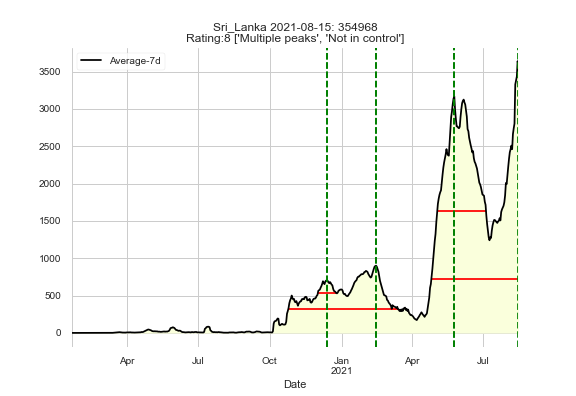 Sri_Lanka 2021-08-15: 354968
Rating:8 ['Multiple peaks', 'Not in control']
Average-7d
3500
3000
2500
2000
1500
1000
500
0
Apr Jul Oct Jan Apr Jul
2021
Date